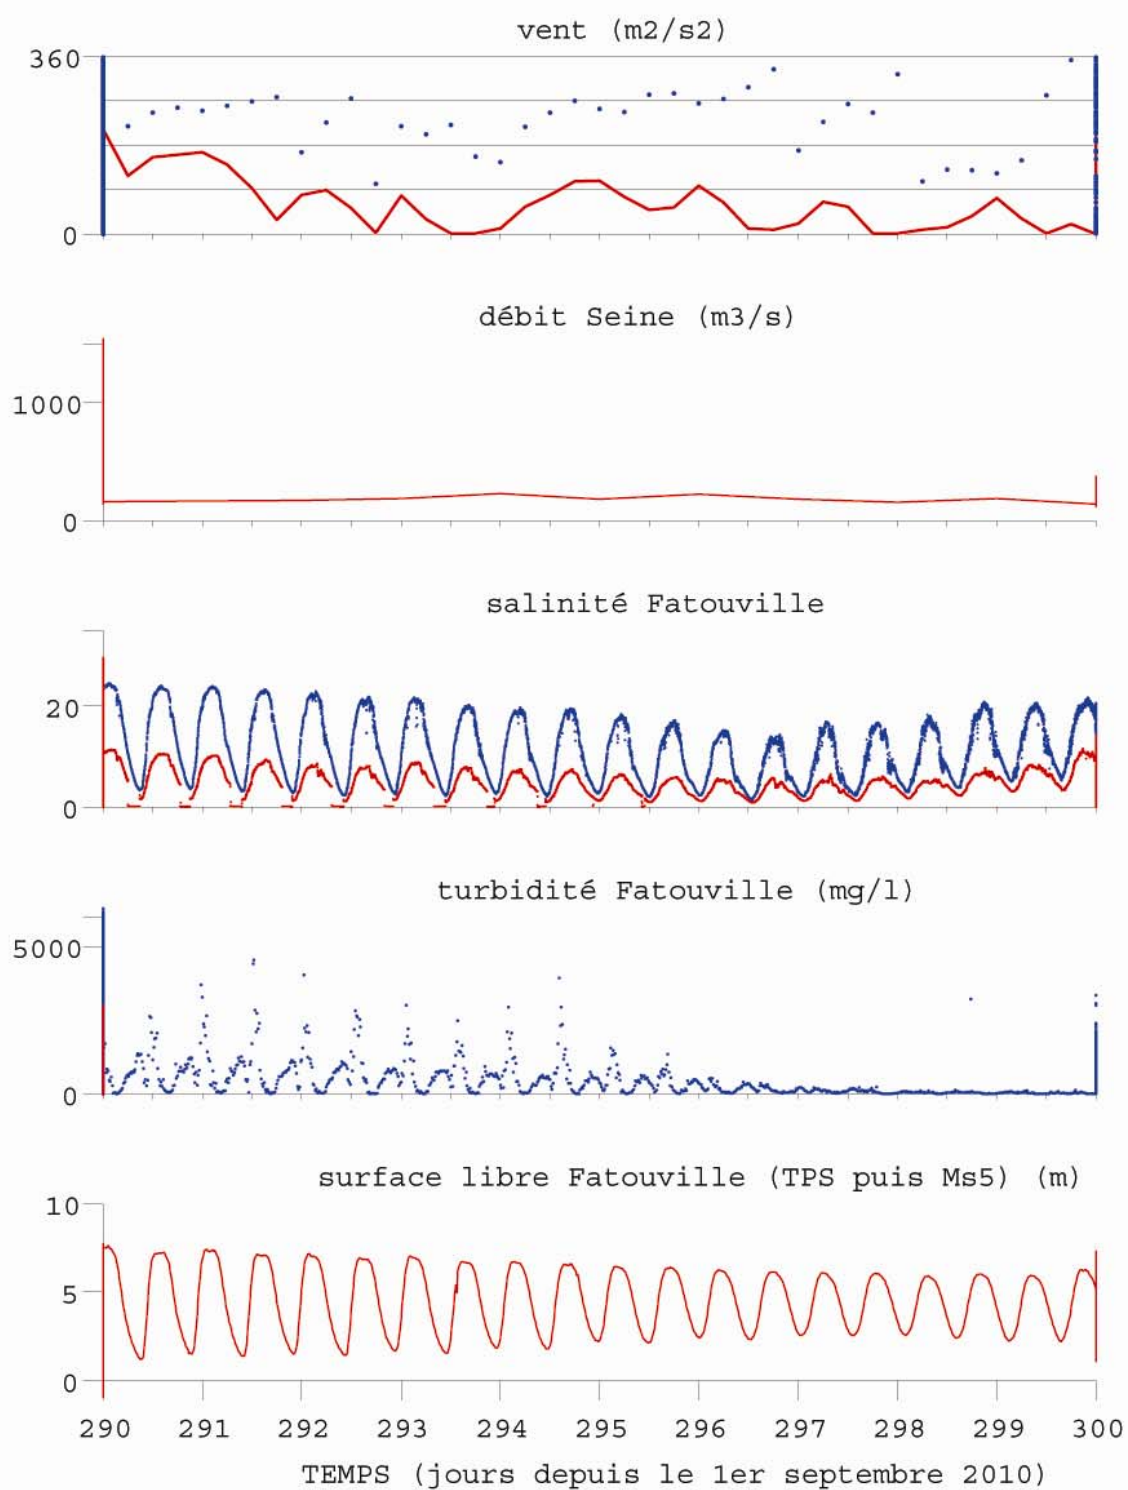 vent (m2/s2)
360
0
débit Seine (m3/s)
1000
0
salinité Fatouville
20
0
turbidité Fatouville (mg/l)
5000
0
surface libre Fatouville (TPS puis Ms5) (m)
10
5
0
290 291 292 293 294 295 296 297 298 299 300
TEMPS (jours depuis le 1er septembre 2010)